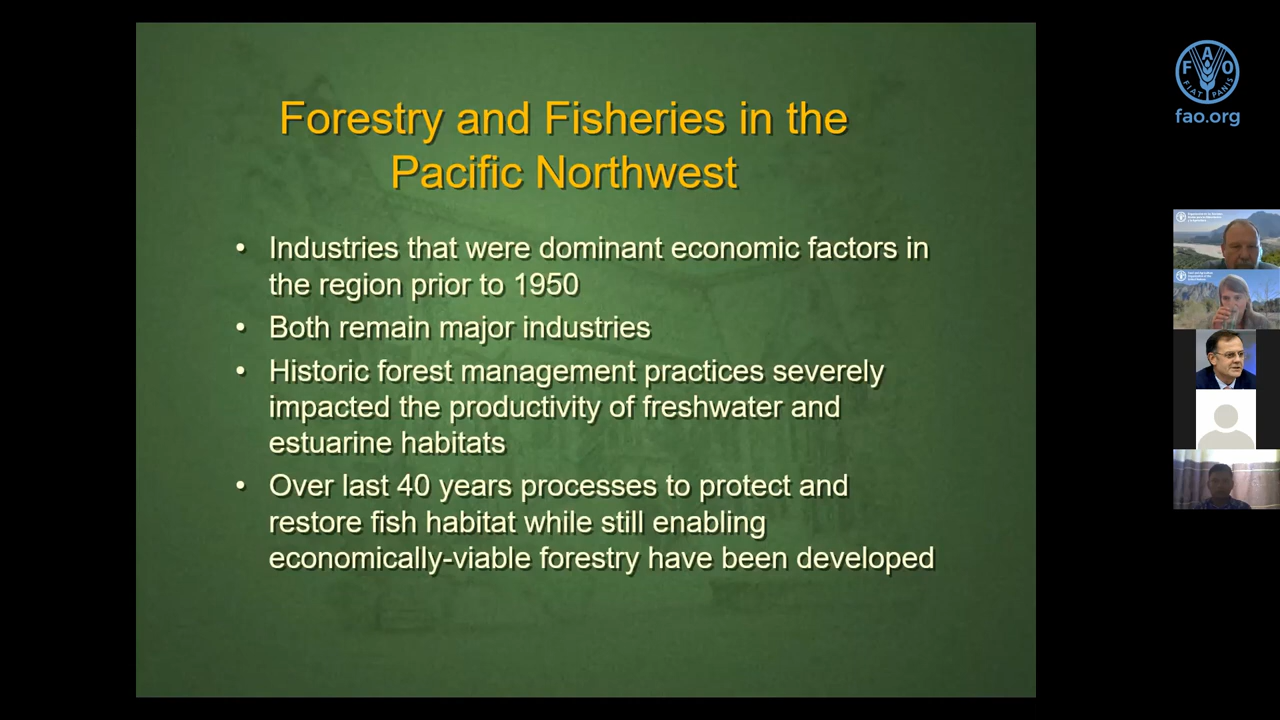 Forestry and Fisheries in the
Pacific Northwest
• Industries that were dominant economic factors in
the region prior to 1950
• Both remain major industries
• Historic forest management practices severely
impacted the productivity of freshwater and
estuarine habitats
• Over last 40 years processes to protect and
restore fish habitat while still enabling
economically-viable forestry have been developed
F A O
FIAT PANIS
fao.org